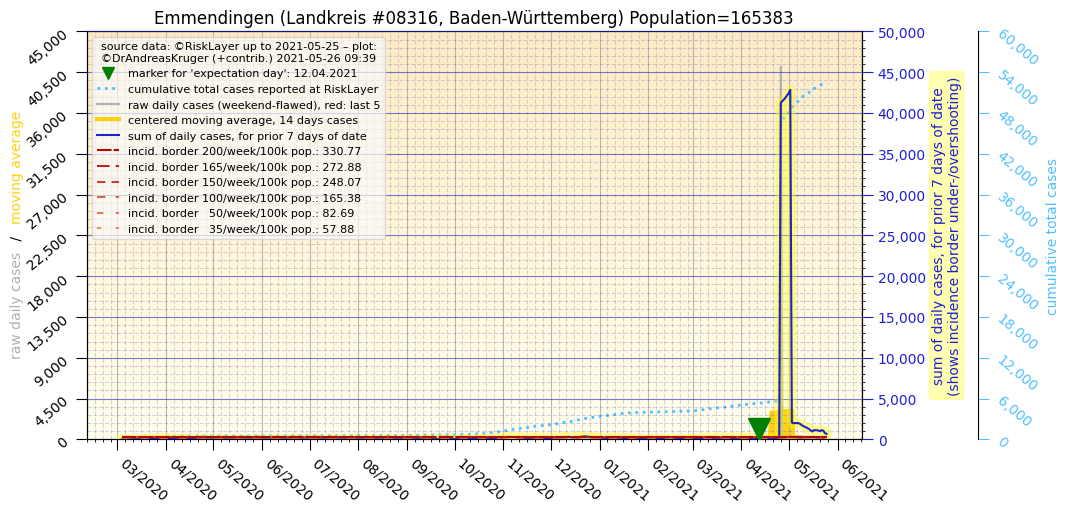 Emmendingen (Landkreis #08316, Baden-Württemberg) Population=165383
source data: ©RiskLayer up to 2021-05-25 – plot:
©DrAndreasKruger (+contrib.) 2021-05-26 09:39
marker for 'expectation day': 12.04.2021
cumulative total cases reported at RiskLayer
raw daily cases (weekend-flawed), red: last 5
centered moving average, 14 days cases
sum of daily cases, for prior 7 days of date
incid. border 200/week/100k pop.: 330.77
incid. border 165/week/100k pop.: 272.88
incid. border 150/week/100k pop.: 248.07
incid. border 100/week/100k pop.: 165.38
incid. border 50/week/100k pop.: 82.69
incid. border 35/week/100k pop.: 57.88
raw daily cases / moving average
45,000
40,500
36,000
31,500
27,000
22,500
18,000
13,500
9,000
4,500
0
03/2020
04/2020
05/2020
06/2020
07/2020
08/2020
09/2020
10/2020
11/2020
12/2020
01/2021
02/2021
03/2021
04/2021
05/2021
06/2021
50,000
45,000
40,000
35,000
30,000
25,000
20,000
15,000
10,000
5,000
0
sum of daily cases, for prior 7 days of date
(shows incidence border under-/overshooting)
60,000
54,000
48,000
42,000
36,000
30,000
24,000
18,000
12,000
6,000
0
cumulative total cases